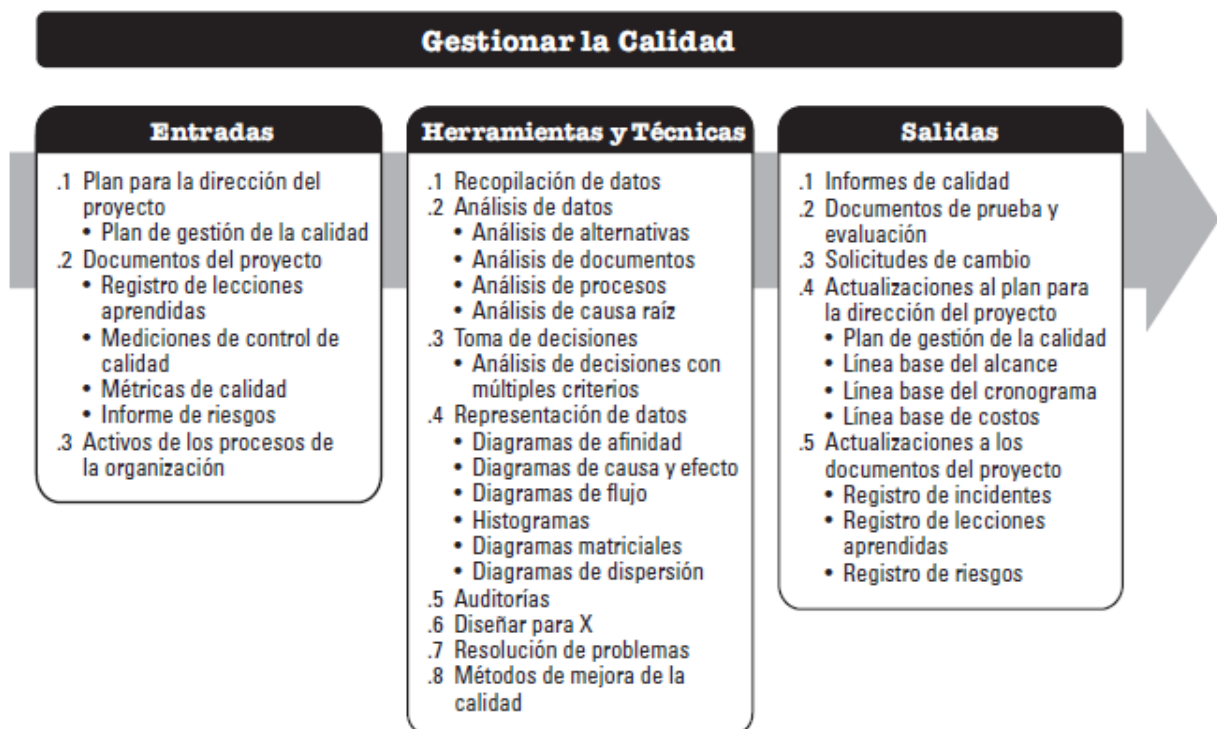 Gestionar la Calidad
Entradas
.1 Plan para la dirección del
proyecto
• Plan de gestión de la calidad
.2 Documentos del proyecto
• Registro de lecciones
aprendidas
• Mediciones de control de
calidad
• Métricas de calidad
• Informe de riesgos
.3 Activos de los procesos de
la organización
Herramientas y Técnicas
.1 Recopilación de datos
.2 Análisis de datos
• Análisis de alternativas
• Análisis de documentos
• Análisis de procesos
• Análisis de causa raíz
.3 Toma de decisiones
• Análisis de decisiones con
múltiples criterios
.4 Representación de datos
• Diagramas de afinidad
• Diagramas de causa y efecto
• Diagramas de flujo
• Histogramas
• Diagramas matriciales
• Diagramas de dispersión
.5 Auditorías
.6 Diseñar para X
.7 Resolución de problemas
.8 Métodos de mejora de la
calidad
Salidas
.1 Informes de calidad
.2 Documentos de prueba y
evaluación
.3 Solicitudes de cambio
.4 Actualizaciones al plan para
la dirección del proyecto
• Plan de gestión de la calidad
• Línea base del alcance
• Línea base del cronograma
• Línea base de costos
.5 Actualizaciones a los
documentos del proyecto
• Registro de incidentes
• Registro de lecciones
aprendidas
• Registro de riesgos